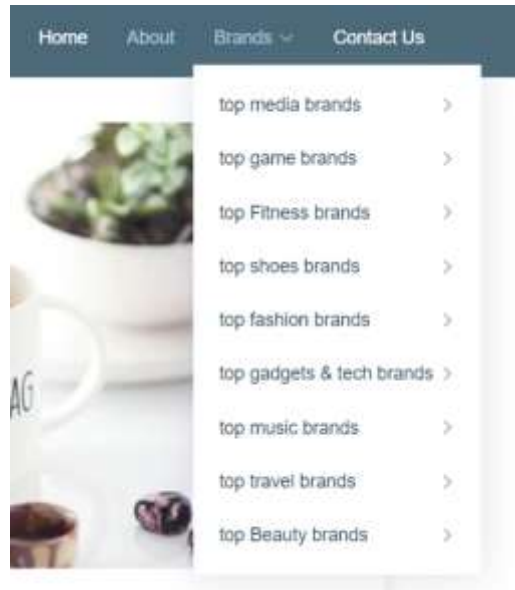 Home About Brands Contact Us
top media brands
top game brands
top Fitness brands
top shoes brands
top fashion brands
top gadgets & tech brands
top music brands
top travel brands
top Beauty brands
AG